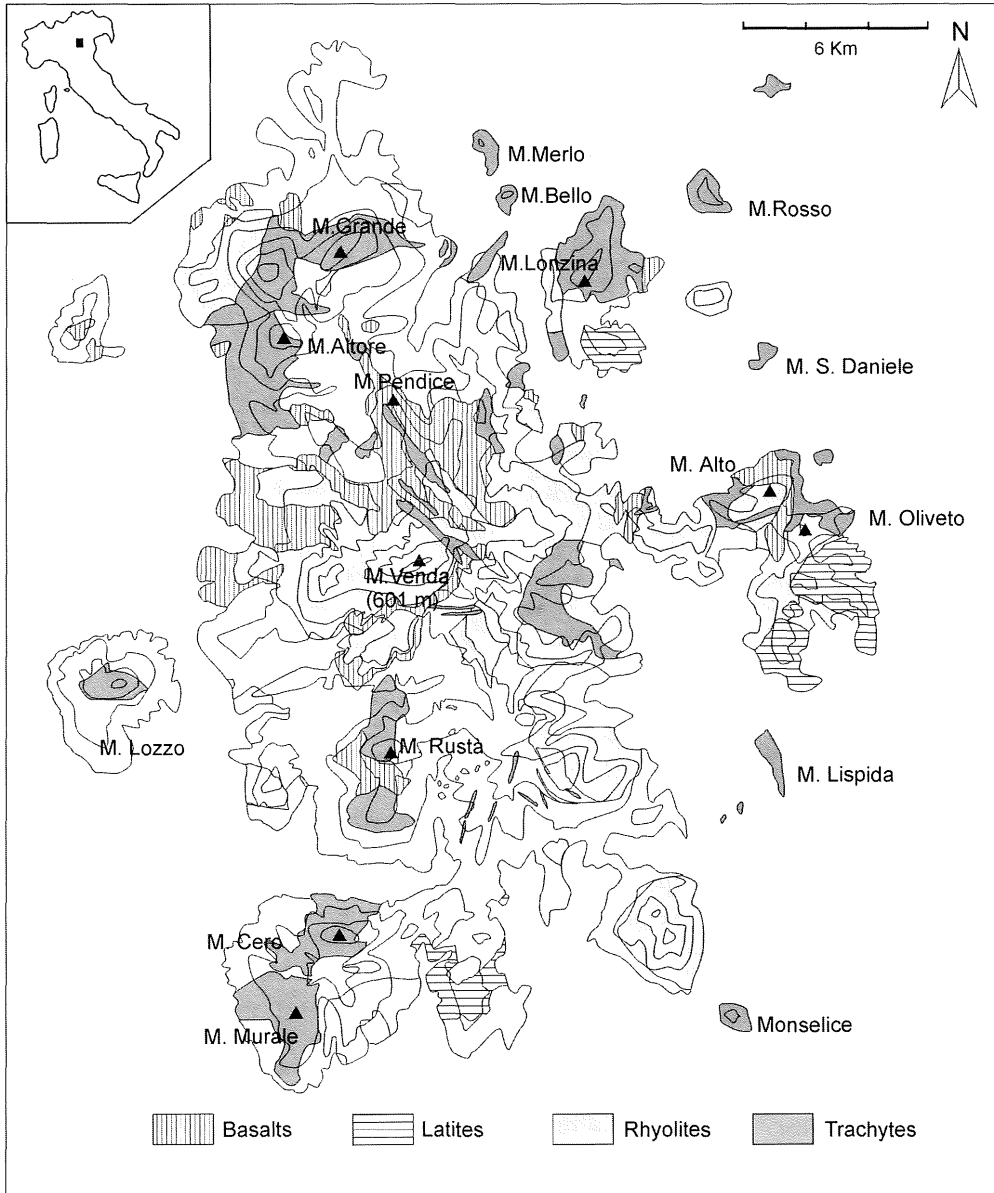 N
6 Km
M.Merlo
M.Bello
M.Rosso
M.Grande
M.Lonzina
M.Altore
M. S. Daniele
M.Pendice
M. Alto
M. Oliveto
M.Venda
(601 m)
M. Lozzo
M. Rusta
M. Lispida
M. Cero
M. Murale
Monselice
Basalts
Latites
Rhyolites
Trachytes